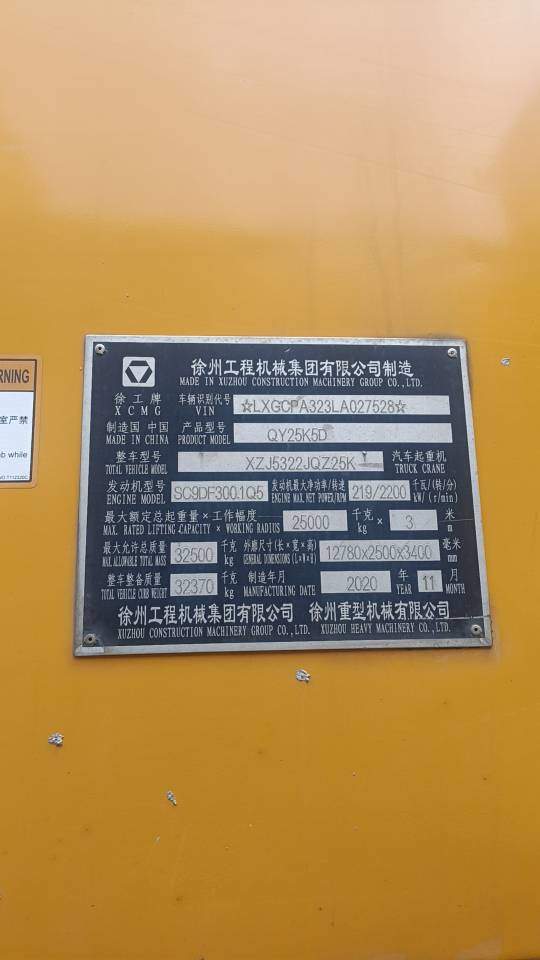 徐州工程机械集团有限公司制造
MADE IN XUZHOU CONSTRUCTION MACHINERY GROUP CO.,LTD.
徐工牌 车辆识别代号 ☆LXGCPA323LA027528☆
XCMG VIN
制造国 中国 产品型号 QY25K5D
MADE IN CHINA PRODUCT MODEL
整车型号 XZJ5322JQZ25K 汽车起重机
TOTAL VEHICLE MODEL TRUCK CRANE
发动机型号 SC9DF300.1Q5 发动机最大净功率/转速 219/2200 千瓦/(转/分)
ENGINE MODEL ENGINE MAX. NET POWER/RPM kW/(r/min)
最大额定总起重量×工作幅度 25000 千克 × 3 米
MAX. RATED LIFTING CAPACITY × WORKING RADIUS kg m
最大允许总质量 32500 千克 外廓尺寸(长×宽×高) 12780x2500x3400 毫米
MAX. ALLOWABLE TOTAL MASS kg GENERAL DIMENSIONS (L×W×H) mm
整车整备质量 32370 千克 制造年月 2020 年 11 月
TOTAL VEHICLE CURB WEIGHT kg MANUFACTURING DATE YEAR MONTH
徐州工程机械集团有限公司 徐州重型机械有限公司
XUZHOU CONSTRUCTION MACHINERY GROUP CO.,LTD. XUZHOU HEAVY MACHINERY CO.,LTD.
RNING
室严禁
b while